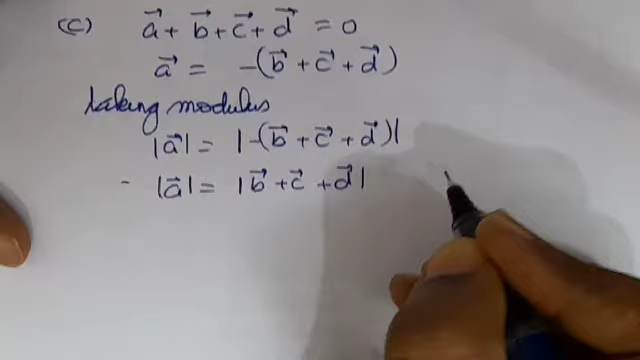 (c) a⃗ + b⃗ + c⃗ + d⃗ = 0
a⃗ = -(b⃗ + c⃗ + d⃗)
taking modulus
|a⃗| = |-(b⃗ + c⃗ + d⃗)|
- |a⃗| = |b⃗ + c⃗ + d⃗|